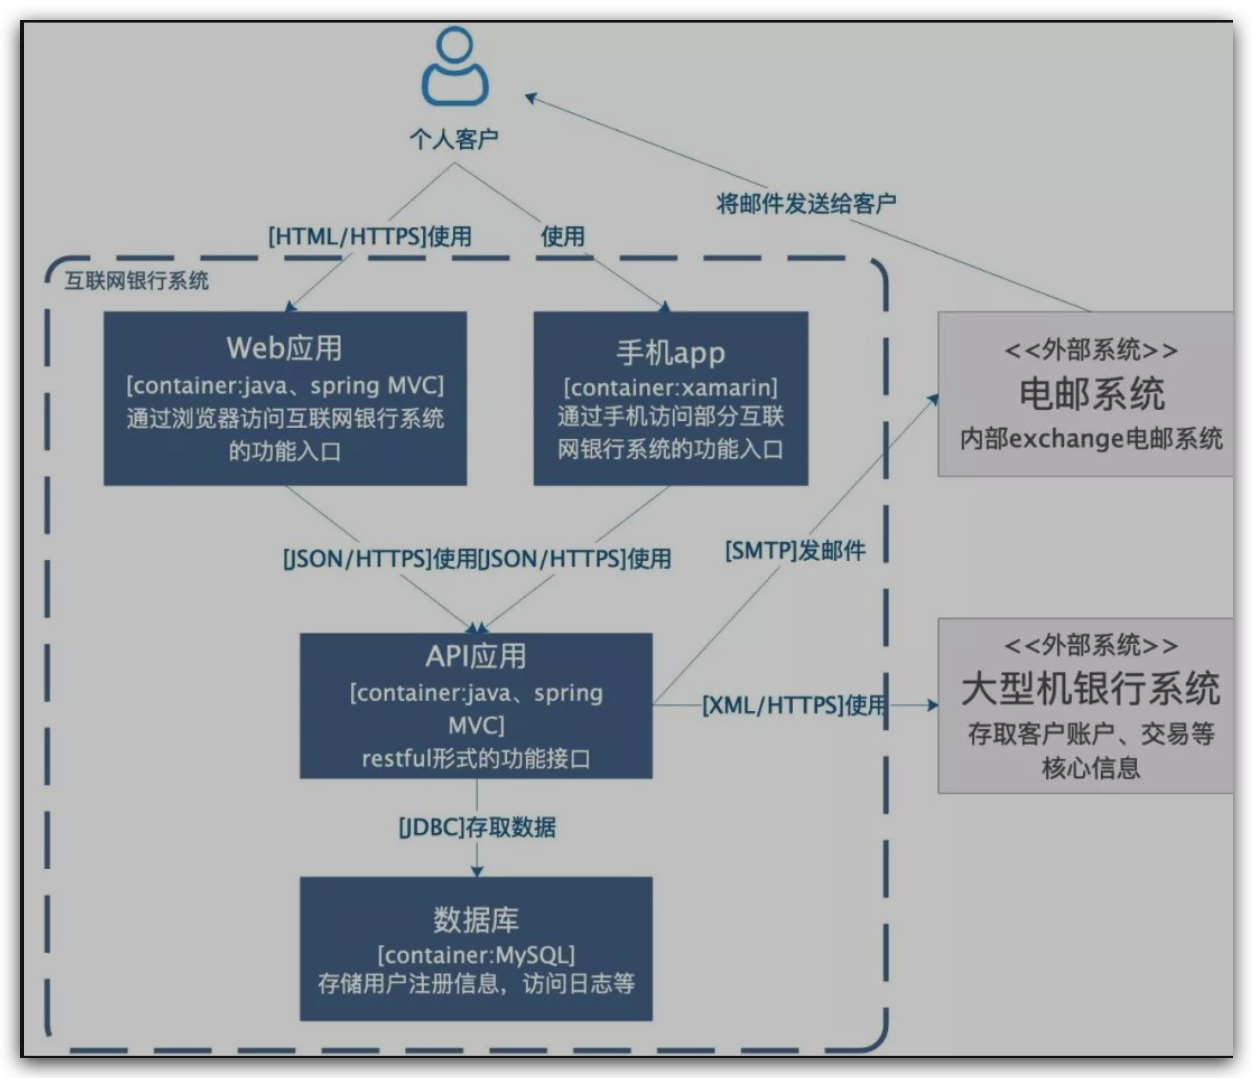 个人客户
将邮件发送给客户
[HTML/HTTPS]使用
使用
互联网银行系统
Web应用
[container:java、spring MVC]
通过浏览器访问互联网银行系统
的功能入口
手机app
[container:xamarin]
通过手机访问部分互联
网银行系统的功能入口
<<外部系统>>
电邮系统
内部exchange电邮系统
[JSON/HTTPS]使用
[JSON/HTTPS]使用
[SMTP]发邮件
API应用
[container:java、spring
MVC]
restful形式的功能接口
[XML/HTTPS]使用
<<外部系统>>
大型机银行系统
存取客户账户、交易等
核心信息
[JDBC]存取数据
数据库
[container:MySQL]
存储用户注册信息，访问日志等